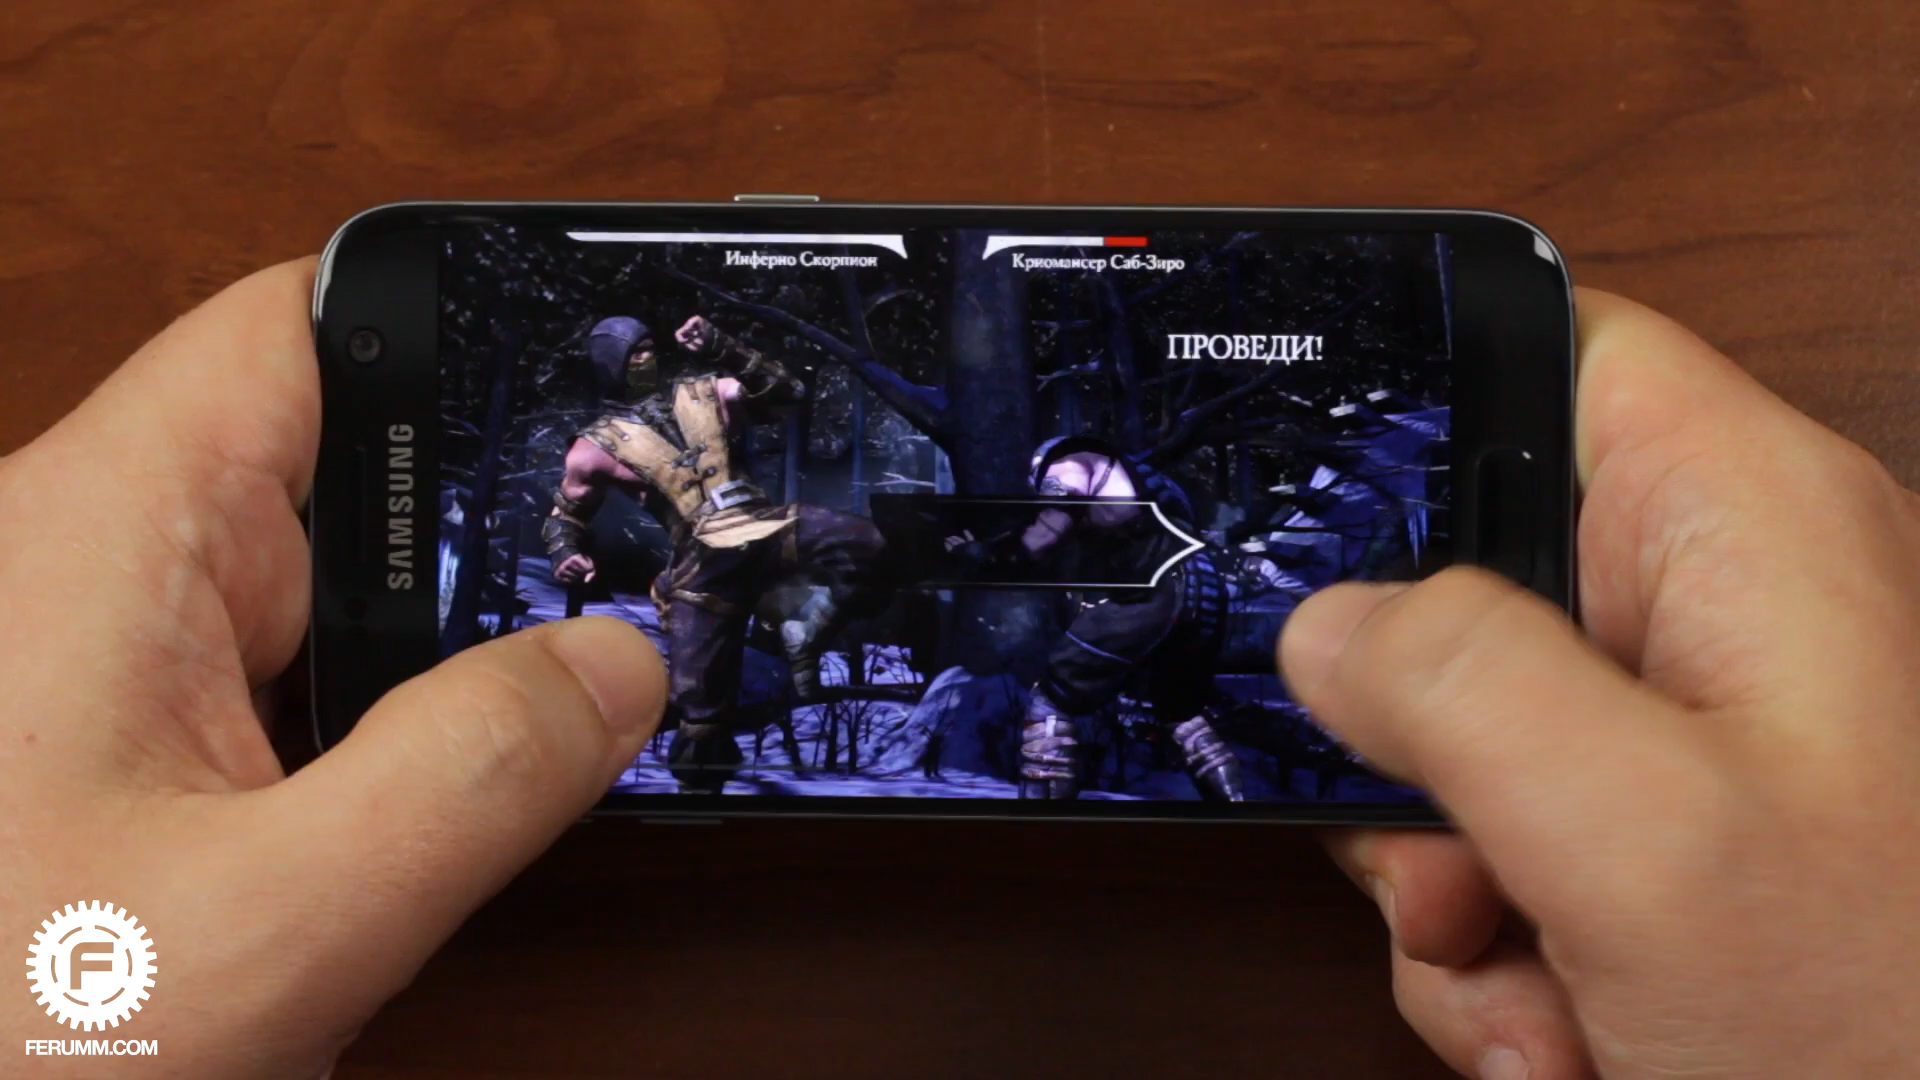 Инферно Скорпион
Криомансер Саб-Зиро
ПРОВЕДИ!
SAMSUNG
F
FERUMM.COM